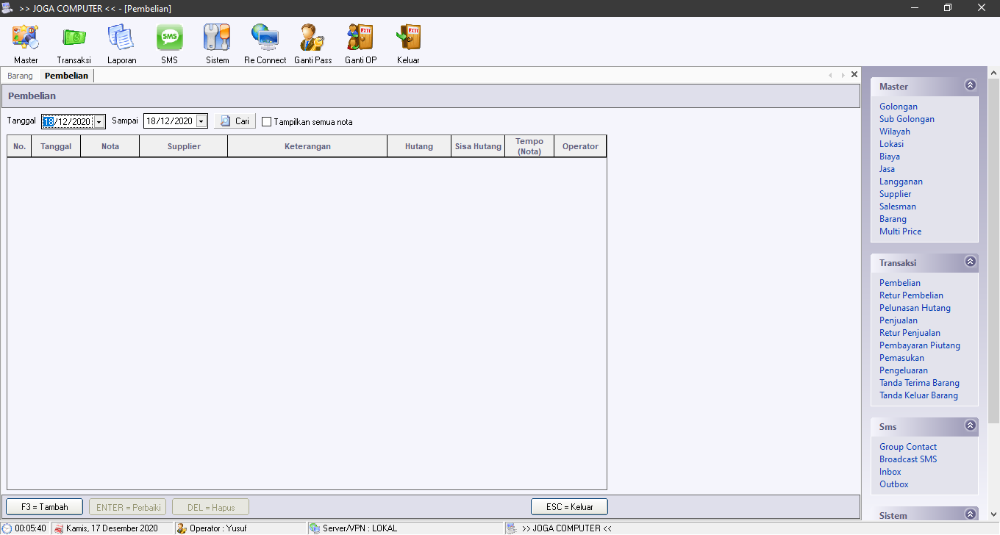 >> JOGA COMPUTER << - [Pembelian]
Master Transaksi Laporan SMS Sistem Re Connect Ganti Pass Ganti OP Keluar
SMS
EXIT
EXIT
Barang Pembelian
Pembelian
Tanggal 18/12/2020 Sampai 18/12/2020 Cari Tampilkan semua nota
No. Tanggal Nota Supplier Keterangan Hutang Sisa Hutang Tempo (Nota) Operator
F3 = Tambah ENTER = Perbaiki DEL = Hapus ESC = Keluar
Master
Golongan
Sub Golongan
Wilayah
Lokasi
Biaya
Jasa
Langganan
Supplier
Salesman
Barang
Multi Price
Transaksi
Pembelian
Retur Pembelian
Pelunasan Hutang
Penjualan
Retur Penjualan
Pembayaran Piutang
Pemasukan
Pengeluaran
Tanda Terima Barang
Tanda Keluar Barang
Sms
Group Contact
Broadcast SMS
Inbox
Outbox
Sistem
00:05:40 Kamis, 17 Desember 2020 Operator : Yusuf Server/VPN : LOKAL >> JOGA COMPUTER <<